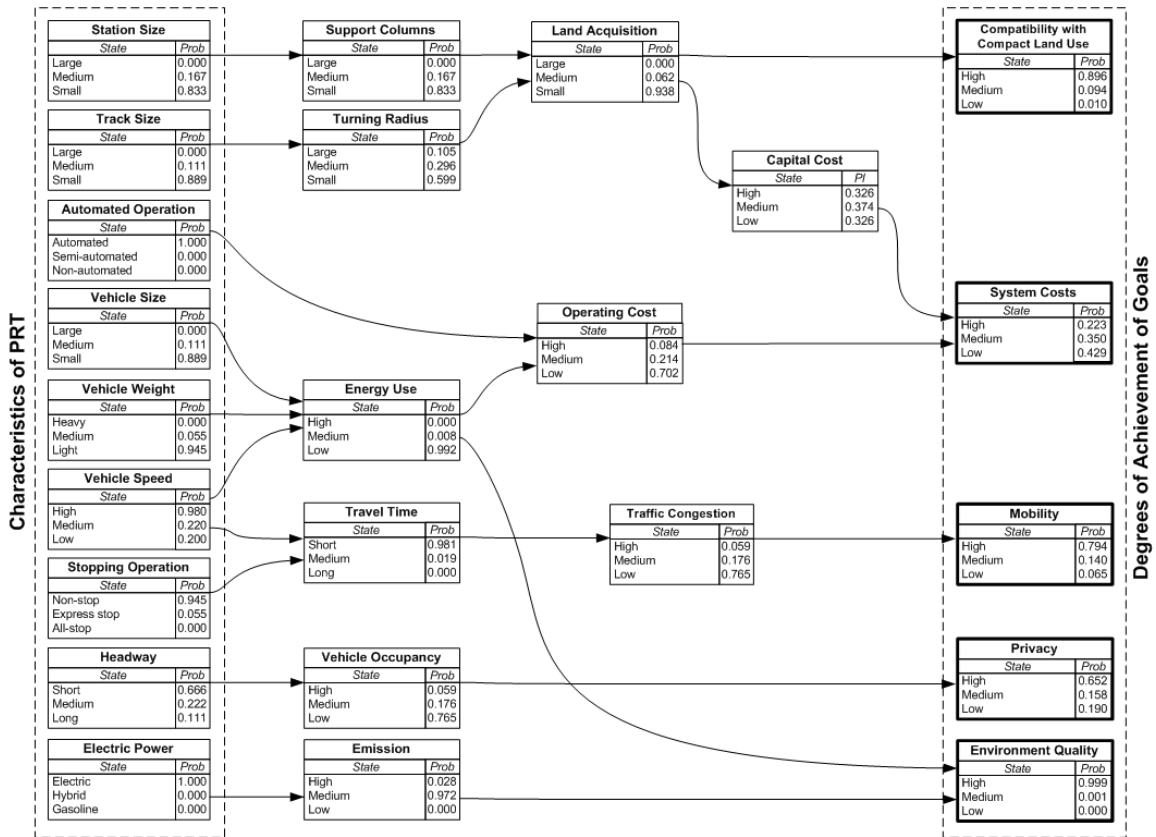 Characteristics of PRT
Station Size
State Prob
Large 0.000
Medium 0.167
Small 0.833
Track Size
State Prob
Large 0.000
Medium 0.111
Small 0.889
Automated Operation
State Prob
Automated 1.000
Semi-automated 0.000
Non-automated 0.000
Vehicle Size
State Prob
Large 0.000
Medium 0.111
Small 0.889
Vehicle Weight
State Prob
Heavy 0.000
Medium 0.055
Light 0.945
Vehicle Speed
State Prob
High 0.980
Medium 0.220
Low 0.200
Stopping Operation
State Prob
Non-stop 0.945
Express stop 0.055
All-stop 0.000
Headway
State Prob
Short 0.666
Medium 0.222
Long 0.111
Electric Power
State Prob
Electric 1.000
Hybrid 0.000
Gasoline 0.000
Support Columns
State Prob
Large 0.000
Medium 0.167
Small 0.833
Turning Radius
State Prob
Large 0.105
Medium 0.296
Small 0.599
Energy Use
State Prob
High 0.000
Medium 0.008
Low 0.992
Travel Time
State Prob
Short 0.981
Medium 0.019
Long 0.000
Vehicle Occupancy
State Prob
High 0.059
Medium 0.176
Low 0.765
Emission
State Prob
High 0.028
Medium 0.972
Low 0.000
Land Acquisition
State Prob
Large 0.000
Medium 0.062
Small 0.938
Operating Cost
State Prob
High 0.084
Medium 0.214
Low 0.702
Traffic Congestion
State Prob
High 0.059
Medium 0.176
Low 0.765
Capital Cost
State Pl
High 0.326
Medium 0.374
Low 0.326
Compatibility with
Compact Land Use
State Prob
High 0.896
Medium 0.094
Low 0.010
System Costs
State Prob
High 0.223
Medium 0.350
Low 0.429
Mobility
State Prob
High 0.794
Medium 0.140
Low 0.065
Privacy
State Prob
High 0.652
Medium 0.158
Low 0.190
Environment Quality
State Prob
High 0.999
Medium 0.001
Low 0.000
Degrees of Achievement of Goals